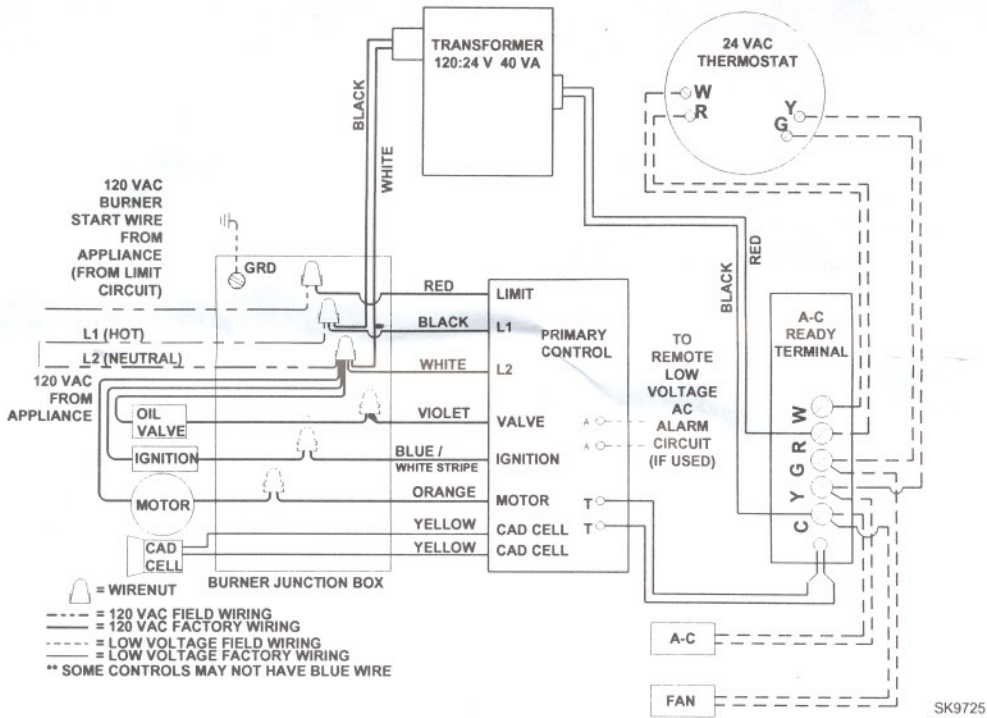 TRANSFORMER
120:24 V 40 VA
24 VAC
THERMOSTAT
W
R
Y
G
BLACK
WHITE
120 VAC
BURNER
START WIRE
FROM
APPLIANCE
(FROM LIMIT
CIRCUIT)
GRD
L1 (HOT)
L2 (NEUTRAL)
120 VAC
FROM
APPLIANCE
RED
BLACK
WHITE
VIOLET
BLUE /
WHITE STRIPE
ORANGE
YELLOW
YELLOW
LIMIT
L1
PRIMARY
CONTROL
L2
VALVE
IGNITION
MOTOR
CAD CELL
CAD CELL
A
A
T
T
TO
REMOTE
LOW
VOLTAGE
AC
ALARM
CIRCUIT
(IF USED)
BLACK
RED
A-C
READY
TERMINAL
W
R
G
Y
C
OIL
VALVE
IGNITION
MOTOR
CAD
CELL
BURNER JUNCTION BOX
= WIRENUT
= 120 VAC FIELD WIRING
= 120 VAC FACTORY WIRING
= LOW VOLTAGE FIELD WIRING
= LOW VOLTAGE FACTORY WIRING
** SOME CONTROLS MAY NOT HAVE BLUE WIRE
A-C
FAN
SK9725